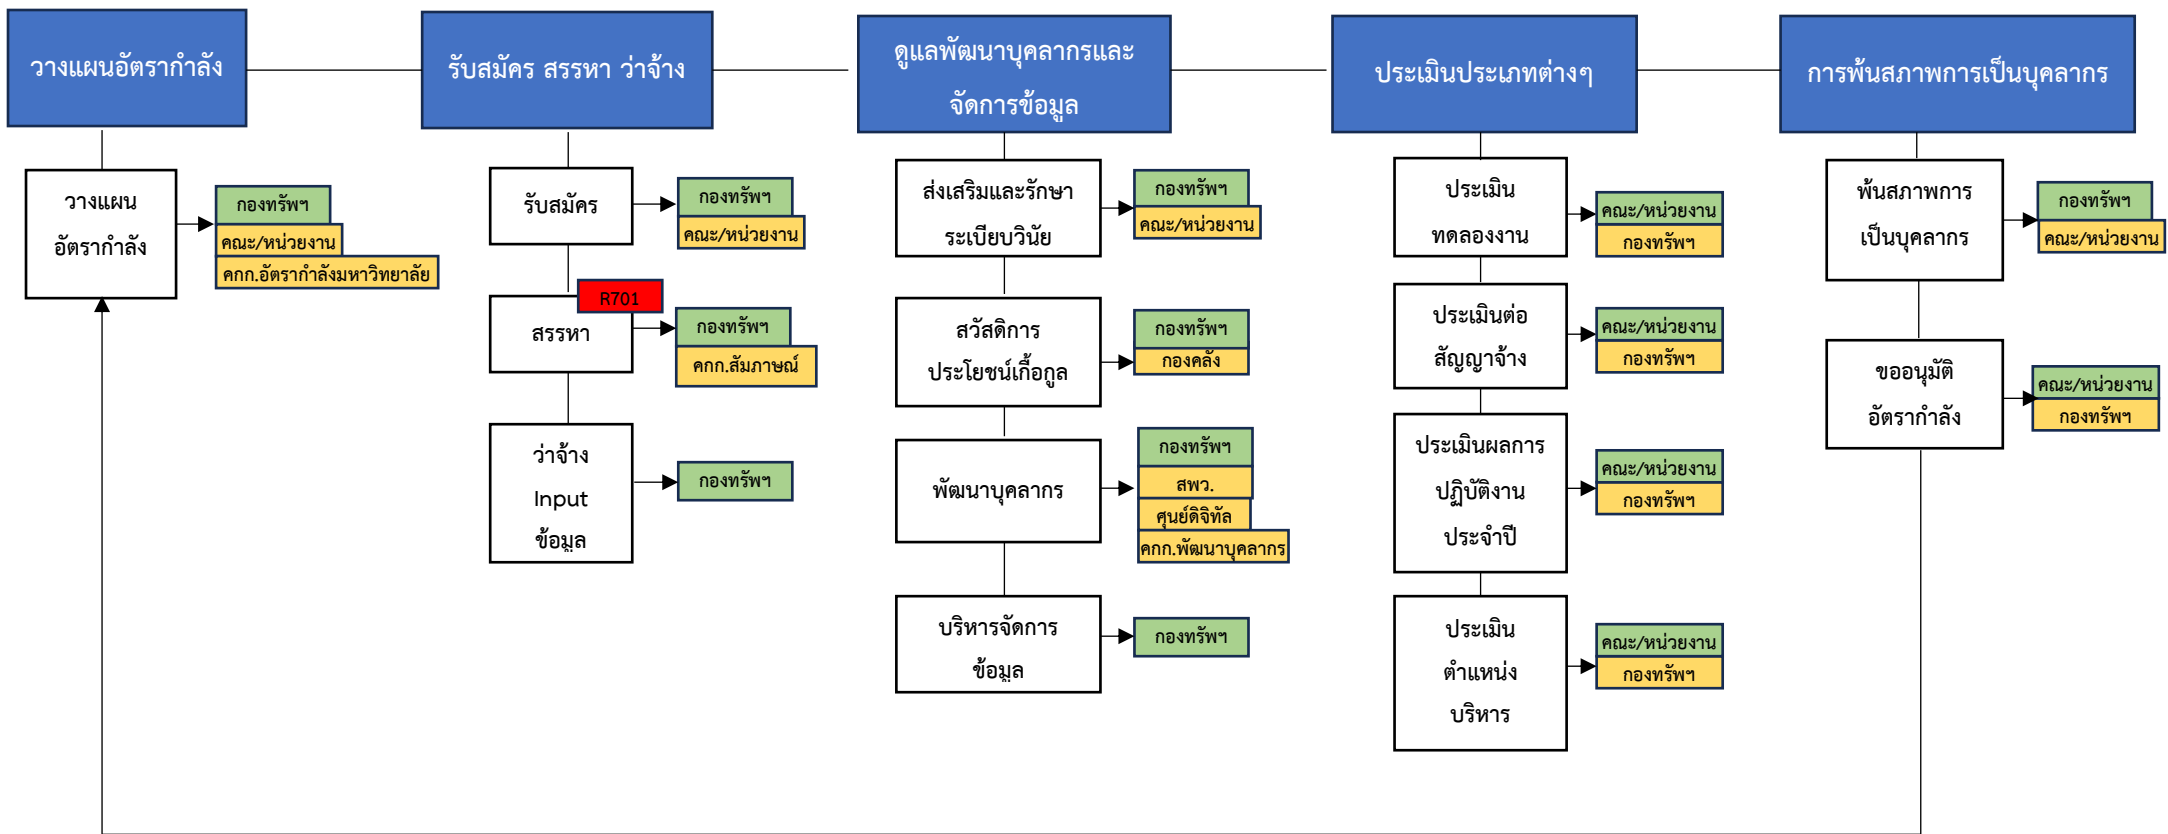 วางแผนอัตรากำลัง
รับสมัคร สรรหา ว่าจ้าง
ดูแลพัฒนาบุคลากรและ
จัดการข้อมูล
ประเมินประเภทต่างๆ
การพ้นสภาพการเป็นบุคลากร
วางแผน
อัตรากำลัง
กองทรัพฯ
คณะ/หน่วยงาน
คกก.อัตรากำลังมหาวิทยาลัย
รับสมัคร
กองทรัพฯ
คณะ/หน่วยงาน
R701
สรรหา
กองทรัพฯ
คกก.สัมภาษณ์
ว่าจ้าง
Input
ข้อมูล
กองทรัพฯ
ส่งเสริมและรักษา
ระเบียบวินัย
กองทรัพฯ
คณะ/หน่วยงาน
สวัสดิการ
ประโยชน์เกื้อกูล
กองทรัพฯ
กองคลัง
พัฒนาบุคลากร
กองทรัพฯ
สพว.
ศูนย์ดิจิทัล
คกก.พัฒนาบุคลากร
บริหารจัดการ
ข้อมูล
กองทรัพฯ
ประเมิน
ทดลองงาน
คณะ/หน่วยงาน
กองทรัพฯ
ประเมินต่อ
สัญญาจ้าง
คณะ/หน่วยงาน
กองทรัพฯ
ประเมินผลการ
ปฏิบัติงาน
ประจำปี
คณะ/หน่วยงาน
กองทรัพฯ
ประเมิน
ตำแหน่ง
บริหาร
คณะ/หน่วยงาน
กองทรัพฯ
พ้นสภาพการ
เป็นบุคลากร
กองทรัพฯ
คณะ/หน่วยงาน
ขออนุมัติ
อัตรากำลัง
คณะ/หน่วยงาน
กองทรัพฯ